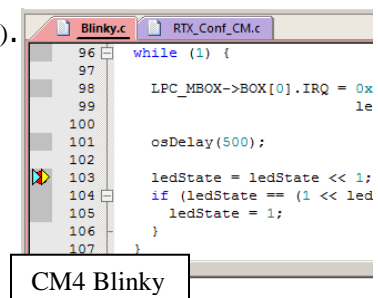 ).
Blinky.c RTX_Conf_CM.c
96 while (1) {
97
98 LPC_MBOX->BOX[0].IRQ = 0x
99 le
100
101 osDelay(500);
102
103 ledState = ledState << 1;
104 if (ledState == (1 << led
105 ledState = 1;
106 }
107 }
CM4 Blinky